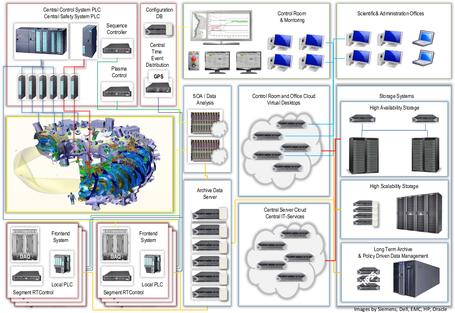 Central Control System PLC
Central Safety System PLC
Sequence
Controller
Plasma
Control
Configuration
DB
Central
Time
Event
Distribution
GPS
Control Room
& Monitoring
Scientific & Administration Offices
SOA / Data
Analysis
Control Room and Office Cloud
Virtual Desktops
Storage Systems
High Availability Storage
Archive Data
Server
Central Server Cloud
Central IT-Services
High Scalability Storage
Long Term Archive
& Policy Driven Data Management
Frontend
System
DAQ
Local PLC
Segment RTControl
Frontend
System
DAQ
Local PLC
Segment RTControl
Images by Siemens, Dell, EMC, HP, Oracle